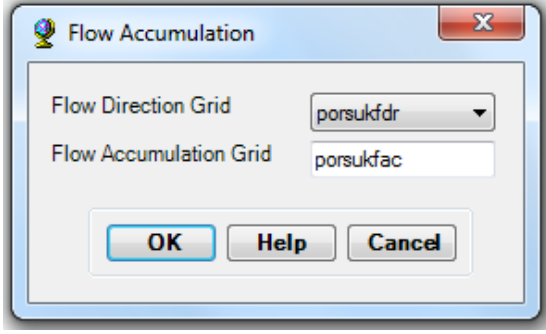 Flow Accumulation
Flow Direction Grid porsukfdr
Flow Accumulation Grid porsukfac
OK Help Cancel